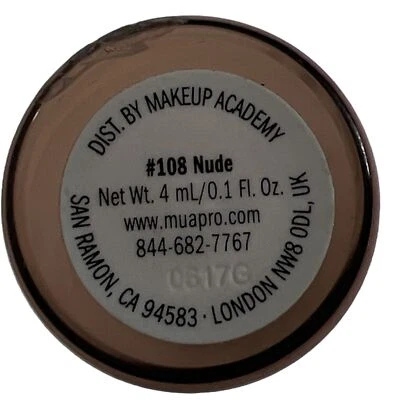 DIST. BY MAKEUP ACADEMY
#108 Nude
Net Wt. 4 mL/0.1 Fl. Oz.
www.muapro.com
844-682-7767
0617G
SAN RAMON, CA 94583 · LONDON NW8 0DL, UK